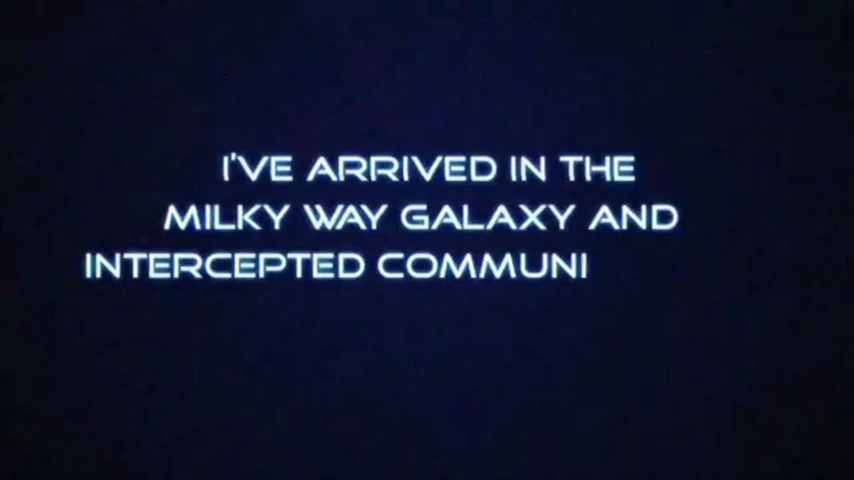 I'VE ARRIVED IN THE
MILKY WAY GALAXY AND
INTERCEPTED COMMUNI